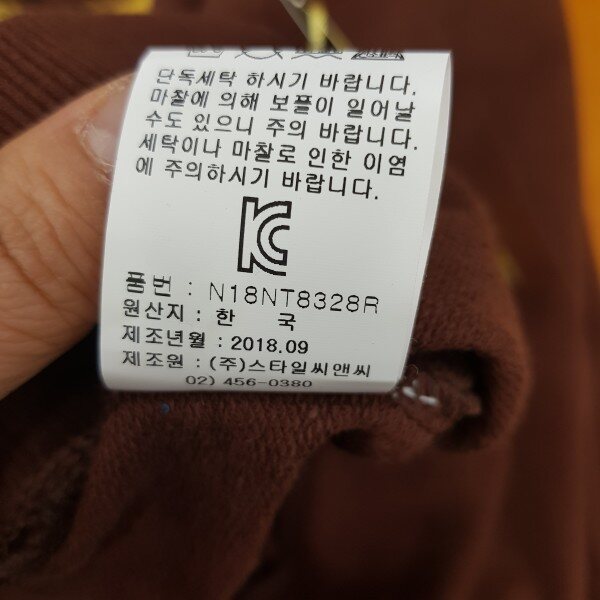 단독세탁 하시기 바랍니다.
마찰에 의해 보플이 일어날
수도 있으니 주의 바랍니다.
세탁이나 마찰로 인한 이염
에 주의하시기 바랍니다.
KC
품번 : N18NT8328R
원산지 : 한 국
제조년월 : 2018.09
제조원 : (주)스타일씨앤씨
02) 456-0380